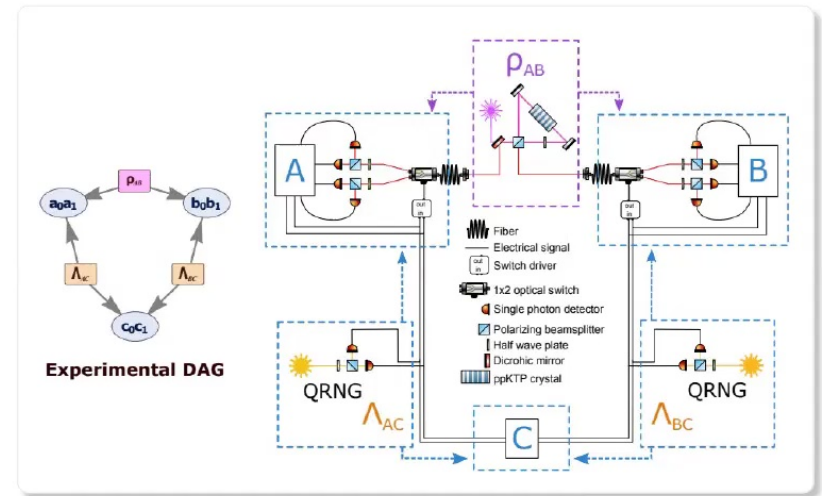 ρAB
A
B
out
in
out
in
ρAB
a₀a₁
b₀b₁
ΛAC
ΛBC
c₀c₁
Experimental DAG
Fiber
Electrical signal
out
in
Switch driver
1x2 optical switch
Single photon detector
Polarizing beamsplitter
Half wave plate
Dicrohic mirror
ppKTP crystal
QRNG
ΛAC
C
QRNG
ΛBC